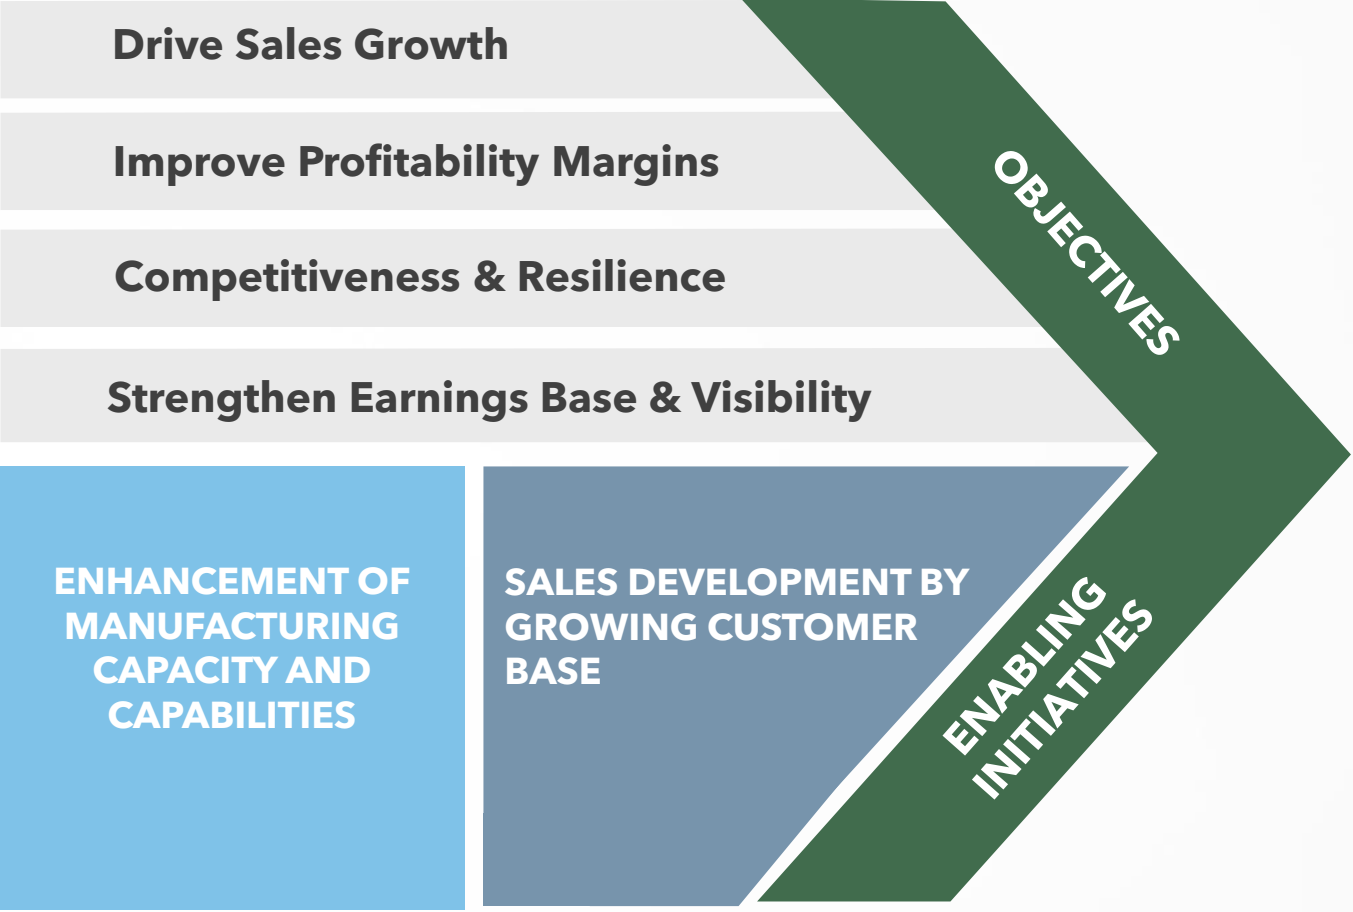 Drive Sales Growth
Improve Profitability Margins
Competitiveness & Resilience
Strengthen Earnings Base & Visibility
OBJECTIVES
ENHANCEMENT OF
MANUFACTURING
CAPACITY AND
CAPABILITIES
SALES DEVELOPMENT BY
GROWING CUSTOMER
BASE
ENABLING
INITIATIVES